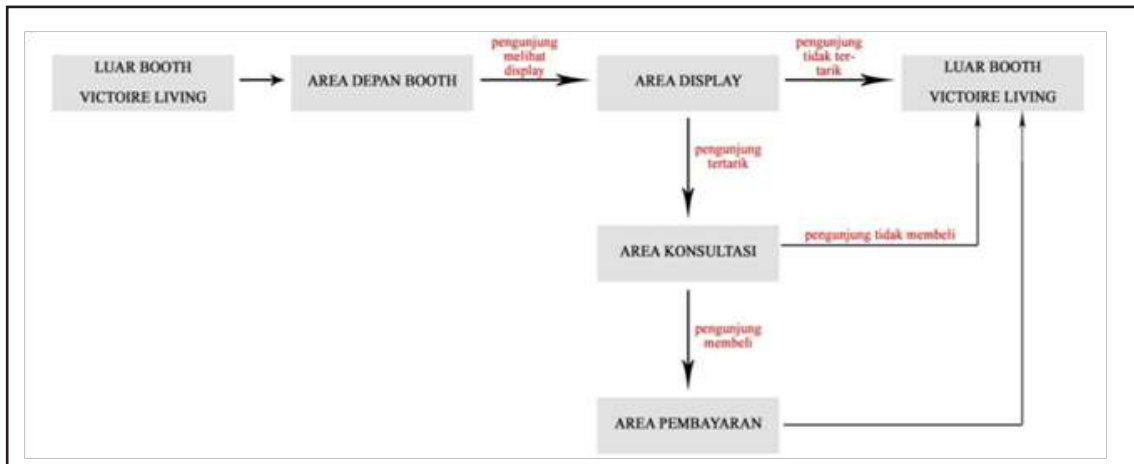 LUAR BOOTH
VICTOIRE LIVING
AREA DEPAN BOOTH
pengunjung
melihat
display
AREA DISPLAY
pengunjung
tidak ter-
tarik
LUAR BOOTH
VICTOIRE LIVING
pengunjung
tertarik
AREA KONSULTASI
pengunjung tidak membeli
pengunjung
membeli
AREA PEMBAYARAN